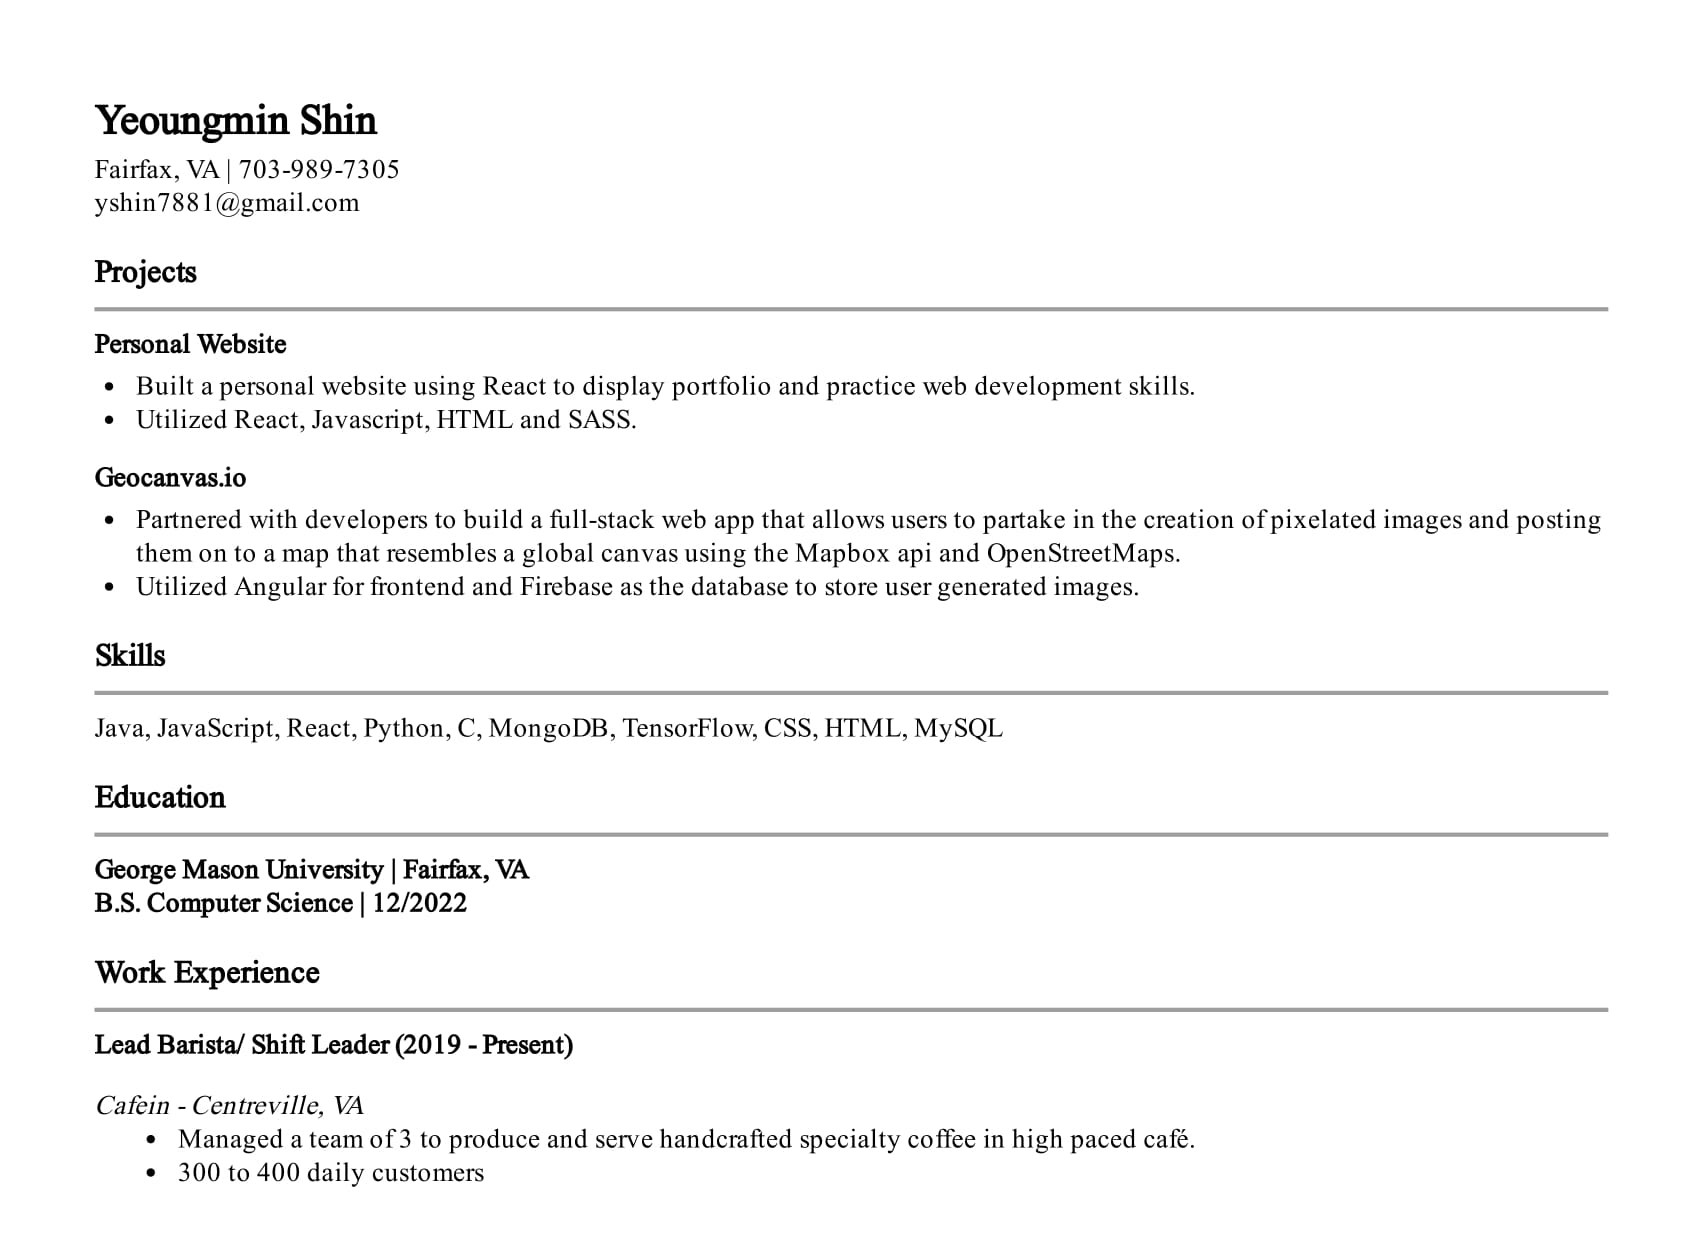 Yeoungmin Shin
Fairfax, VA | 703-989-7305
yshin7881@gmail.com
Projects
Personal Website
• Built a personal website using React to display portfolio and practice web development skills.
• Utilized React, Javascript, HTML and SASS.
Geocanvas.io
• Partnered with developers to build a full-stack web app that allows users to partake in the creation of pixelated images and posting
them on to a map that resembles a global canvas using the Mapbox api and OpenStreetMaps.
• Utilized Angular for frontend and Firebase as the database to store user generated images.
Skills
Java, JavaScript, React, Python, C, MongoDB, TensorFlow, CSS, HTML, MySQL
Education
George Mason University | Fairfax, VA
B.S. Computer Science | 12/2022
Work Experience
Lead Barista/ Shift Leader (2019 - Present)
Cafein - Centreville, VA
• Managed a team of 3 to produce and serve handcrafted specialty coffee in high paced café.
• 300 to 400 daily customers